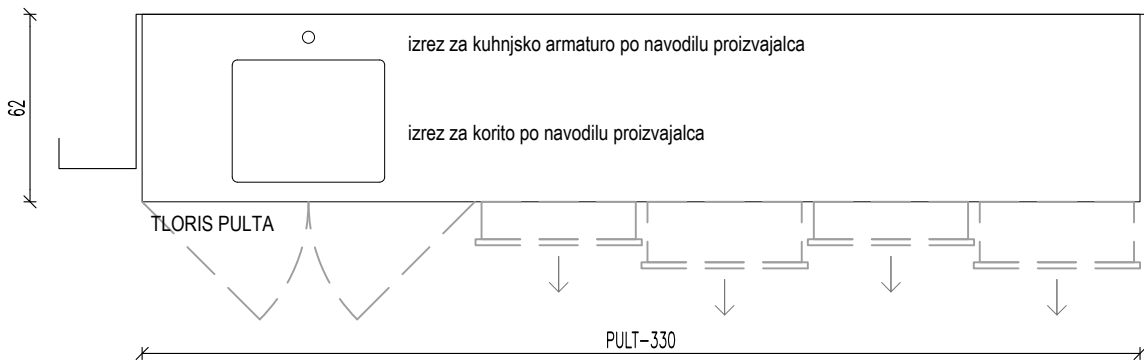 izrez za kuhnjsko armaturo po navodilu proizvajalca
62
izrez za korito po navodilu proizvajalca
TLORIS PULTA
PULT-330